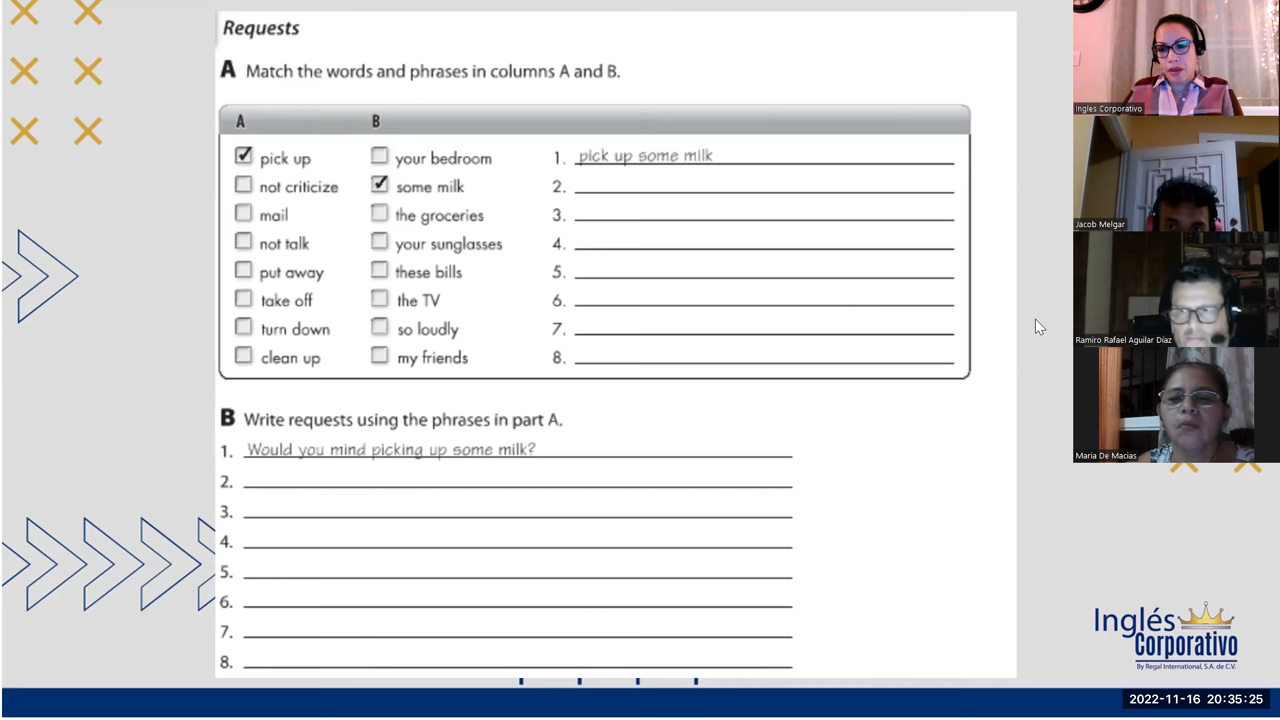 Requests
A Match the words and phrases in columns A and B.
A B
pick up your bedroom 1. pick up some milk
not criticize some milk 2.
mail the groceries 3.
not talk your sunglasses 4.
put away these bills 5.
take off the TV 6.
turn down so loudly 7.
clean up my friends 8.
B Write requests using the phrases in part A.
1. Would you mind picking up some milk?
2.
3.
4.
5.
6.
7.
8.
Ingles Corporativo
Jacob Melgar
Ramiro Rafael Aguilar Díaz
Maria De Macias
Inglés
Corporativo
By Regal International, S.A. de C.V.
2022-11-16 20:35:25